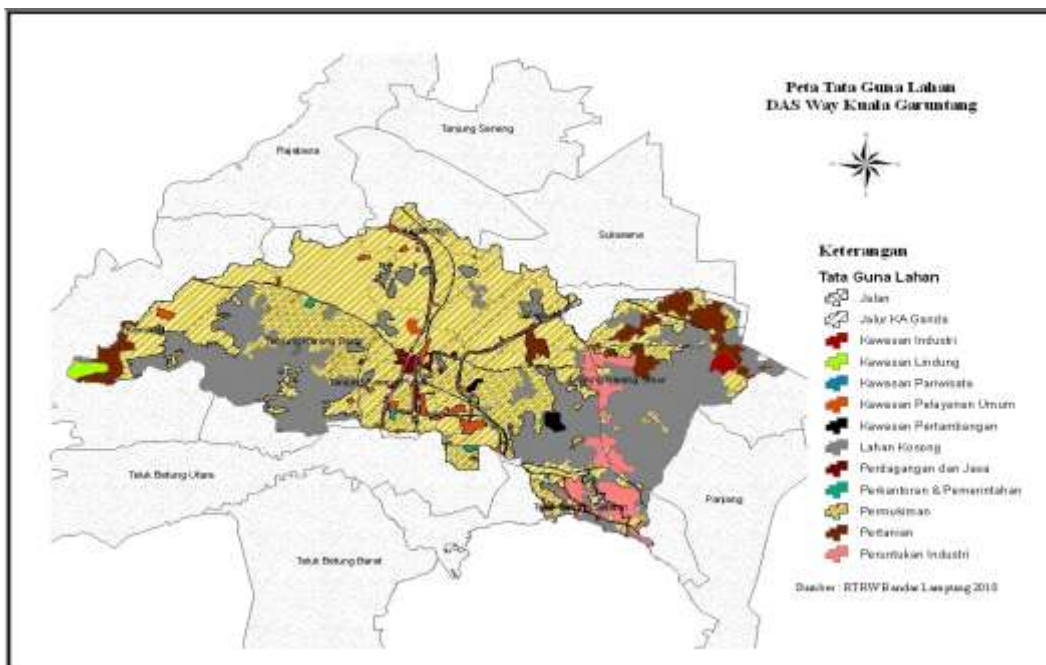 Peta Tata Guna Lahan
DAS Way Kuala Garuntang
Tanjung Seneng
Rajabasa
Sukarame
Keterangan
Tata Guna Lahan
Jalan
Jalur KA Ganda
Kawasan Industri
Kawasan Lindung
Kawasan Pariwisata
Kawasan Pelayanan Umum
Kawasan Pertambangan
Lahan Kosong
Perdagangan dan Jasa
Perkantoran & Pemerintahan
Permukiman
Pertanian
Peruntukan Industri
Teluk Betung Utara
Panjang
Teluk Betung Barat
Sumber : RTRW Bandar Lampung 2010